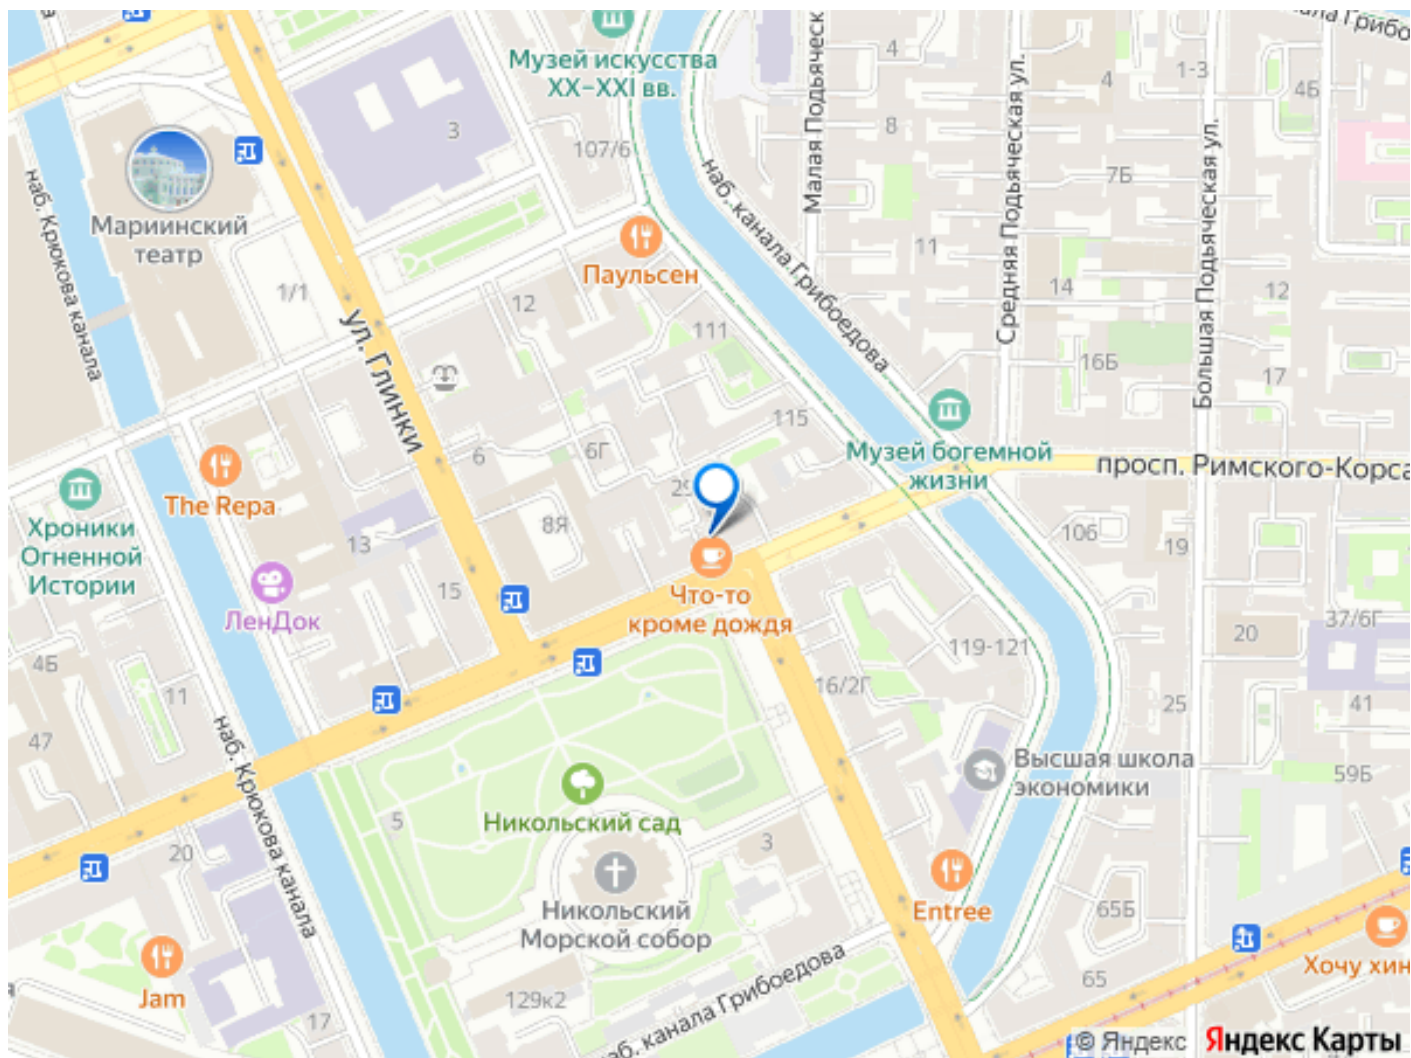 Музей искусства
XX–XXI вв.
наб. канала Грибо
Малая Подьяческ
Средняя Подьяческая ул.
Большая Подьяческая ул.
4
4
1-3
4Б
3
8
107/6
7Б
Мариинский
театр
наб. Крюкова канала
наб. канала Грибоедова
Паульсен
11
1/1
12
14
12
ул. Глинки
111
16Б
17
115
6
6Г
Музей богемной
жизни
просп. Римского-Корса
The Repa
Хроники
Огненной
Истории
8Я
13
106
19
ЛенДок
15
Что-то
кроме дождя
119-121
37/6Г
20
4Б
11
16/2Г
25
41
47
наб. Крюкова канала
Высшая школа
экономики
59Б
5
Никольский сад
20
3
Никольский
Морской собор
Entree
65Б
Jam
65
Хочу хин
129к2
наб. канала Грибоедова
17
© Яндекс
Яндекс Карты